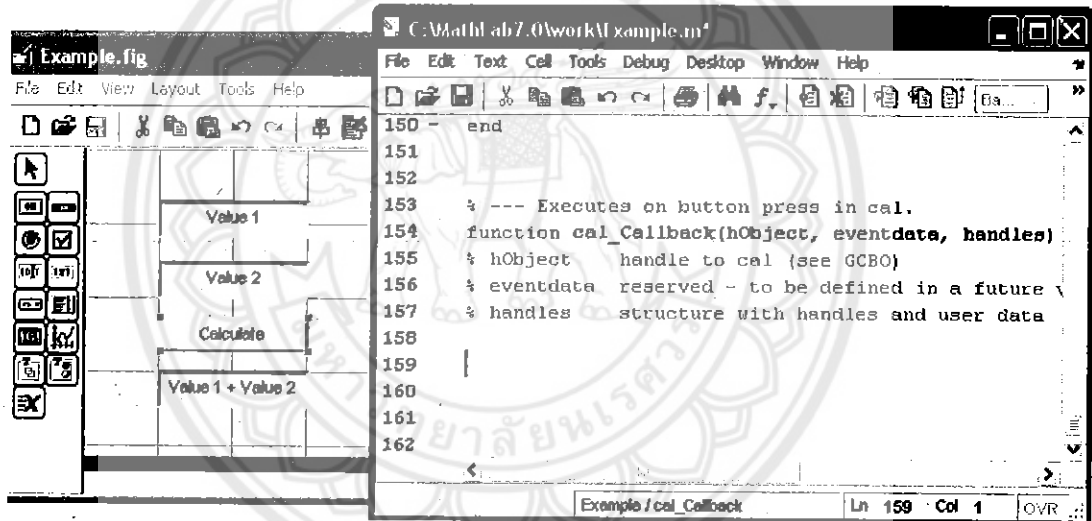 Example.fig
File Edit View Layout Tools Help
Value 1
Value 2
Calculate
Value 1 + Value 2
C:\MathLab7.0\work\Example.m*
File Edit Text Cell Tools Debug Desktop Window Help
Ba...
150 - end
151
152
153 % --- Executes on button press in cal.
154 function cal_Callback(hObject, eventdata, handles)
155 % hObject handle to cal (see GCBO)
156 % eventdata reserved - to be defined in a future
157 % handles structure with handles and user data
158
159
160
161
162
Example / cal_Callback Ln 159 Col 1 OVR